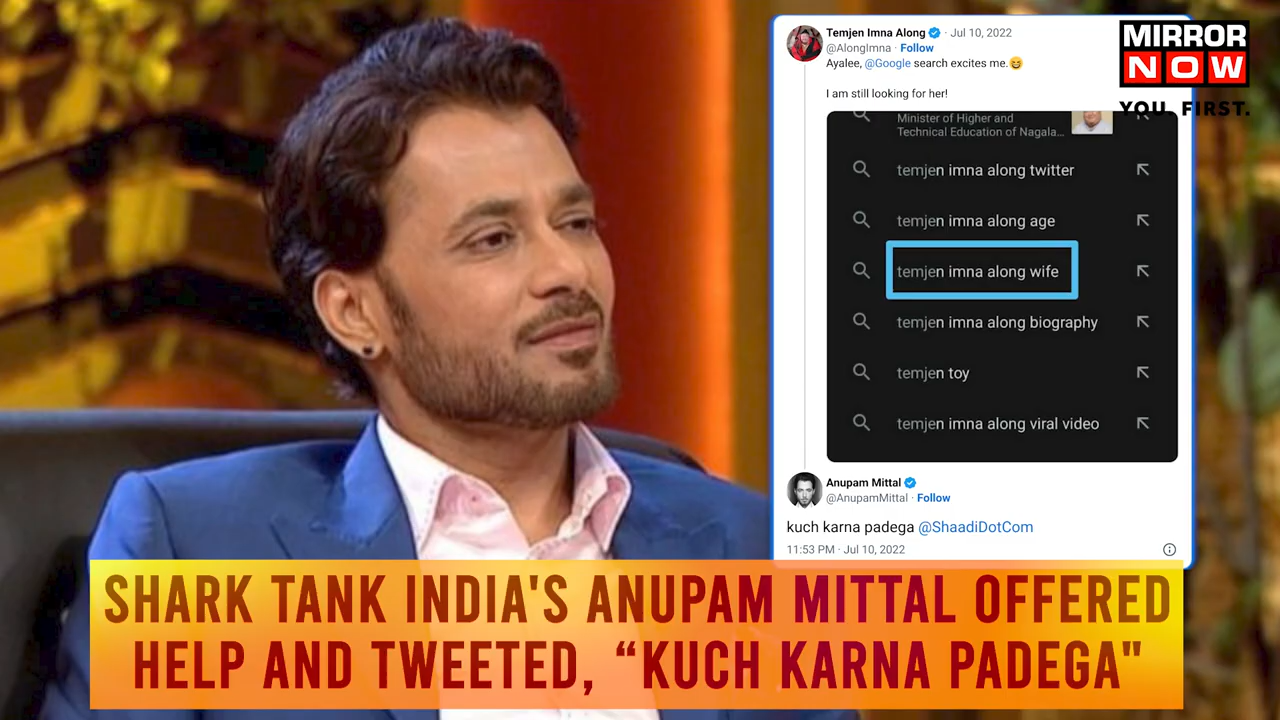 Temjen Imna Along · Jul 10, 2022
@AlongImna · Follow
Ayalee, @Google search excites me.😄
I am still looking for her!
Minister of Higher and
Technical Education of Nagala...
temjen imna along twitter
temjen imna along age
temjen imna along wife
temjen imna along biography
temjen toy
temjen imna along viral video
Anupam Mittal
@AnupamMittal · Follow
kuch karna padega @ShaadiDotCom
11:53 PM · Jul 10, 2022
MIRROR
NOW
YOU. FIRST.
SHARK TANK INDIA'S ANUPAM MITTAL OFFERED
HELP AND TWEETED, “KUCH KARNA PADEGA"